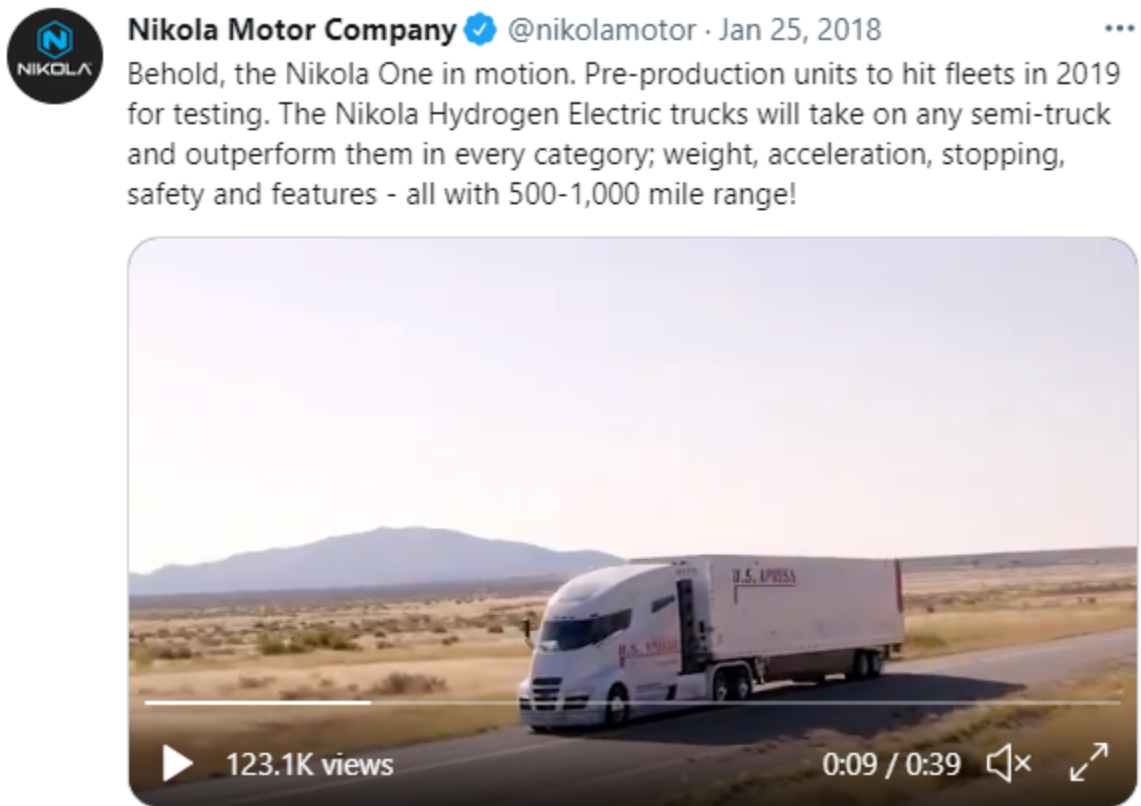 Nikola Motor Company @nikolamotor · Jan 25, 2018
NIKOLA
Behold, the Nikola One in motion. Pre-production units to hit fleets in 2019
for testing. The Nikola Hydrogen Electric trucks will take on any semi-truck
and outperform them in every category; weight, acceleration, stopping,
safety and features - all with 500-1,000 mile range!
U.S. XPRESS
U.S. XPRESS
123.1K views
0:09 / 0:39